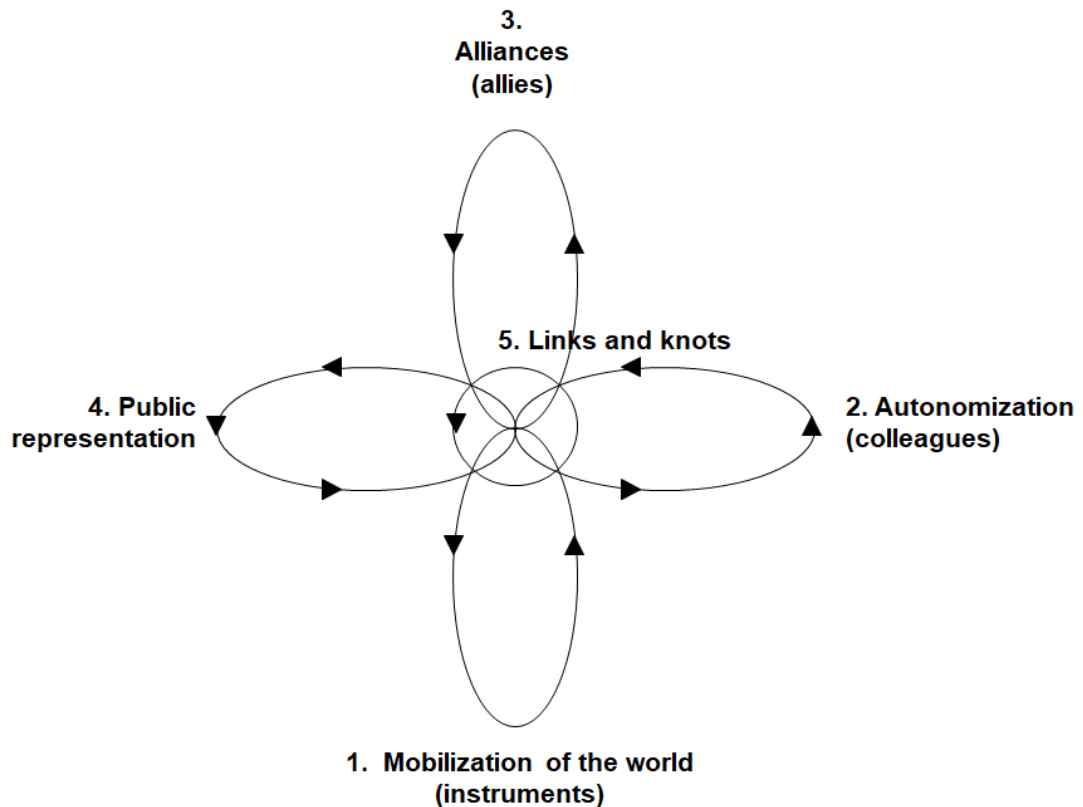 3.
Alliances
(allies)
5. Links and knots
4. Public
representation
2. Autonomization
(colleagues)
1. Mobilization of the world
(instruments)